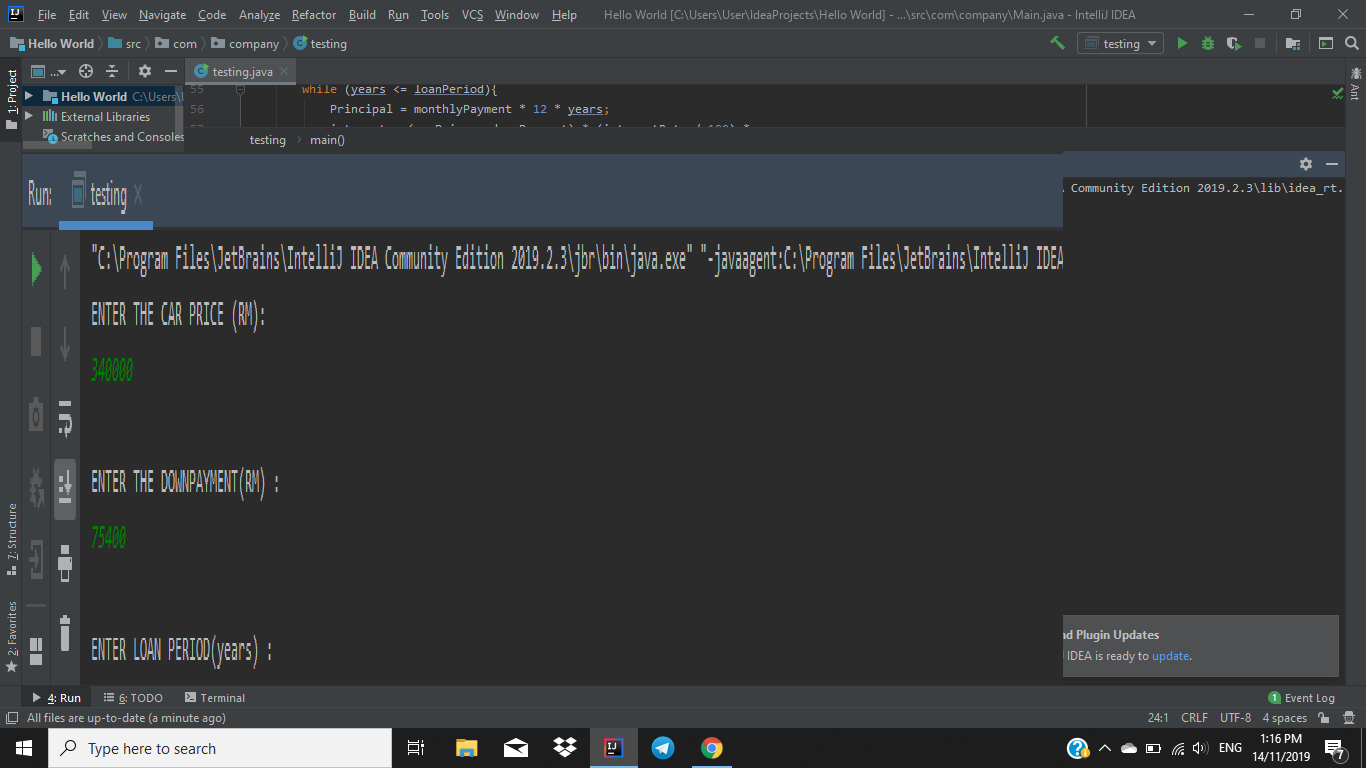 File Edit View Navigate Code Analyze Refactor Build Run Tools VCS Window Help Hello World [C:\Users\User\IdeaProjects\Hello World] - ...\src\com\company\Main.java - IntelliJ IDEA
Hello World src com company testing testing
1: Project
testing.java
Ant
Hello World C:\Users\
External Libraries
Scratches and Consoles
55 while (years <= loanPeriod){
56 Principal = monthlyPayment * 12 * years;
testing > main()
Run: testing
"C:\Program Files\JetBrains\IntelliJ IDEA Community Edition 2019.2.3\jbr\bin\java.exe" "-javaagent:C:\Program Files\JetBrains\IntelliJ IDEA Community Edition 2019.2.3\lib\idea_rt.
ENTER THE CAR PRICE (RM):
340000
ENTER THE DOWNPAYMENT(RM) :
75400
ENTER LOAN PERIOD(years) :
7: Structure
2: Favorites
Plugin Updates
IDEA is ready to update.
4: Run 6: TODO Terminal 1 Event Log
All files are up-to-date (a minute ago) 24:1 CRLF UTF-8 4 spaces
Type here to search ENG 1:16 PM
14/11/2019 7